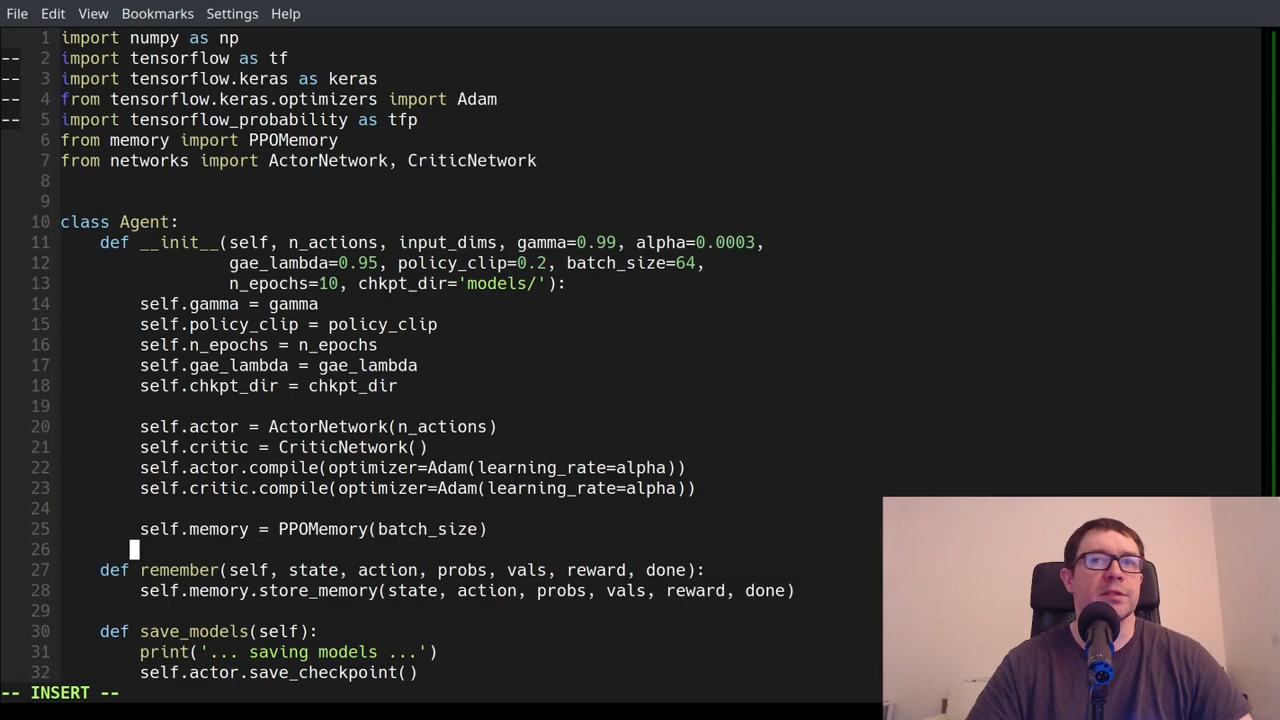 File Edit View Bookmarks Settings Help
1 import numpy as np
-- 2 import tensorflow as tf
-- 3 import tensorflow.keras as keras
-- 4 from tensorflow.keras.optimizers import Adam
-- 5 import tensorflow_probability as tfp
6 from memory import PPOMemory
7 from networks import ActorNetwork, CriticNetwork
8
9
10 class Agent:
11     def __init__(self, n_actions, input_dims, gamma=0.99, alpha=0.0003,
12                  gae_lambda=0.95, policy_clip=0.2, batch_size=64,
13                  n_epochs=10, chkpt_dir='models/'):
14         self.gamma = gamma
15         self.policy_clip = policy_clip
16         self.n_epochs = n_epochs
17         self.gae_lambda = gae_lambda
18         self.chkpt_dir = chkpt_dir
19
20         self.actor = ActorNetwork(n_actions)
21         self.critic = CriticNetwork()
22         self.actor.compile(optimizer=Adam(learning_rate=alpha))
23         self.critic.compile(optimizer=Adam(learning_rate=alpha))
24
25         self.memory = PPOMemory(batch_size)
26
27     def remember(self, state, action, probs, vals, reward, done):
28         self.memory.store_memory(state, action, probs, vals, reward, done)
29
30     def save_models(self):
31         print('... saving models ...')
32         self.actor.save_checkpoint()
-- INSERT --